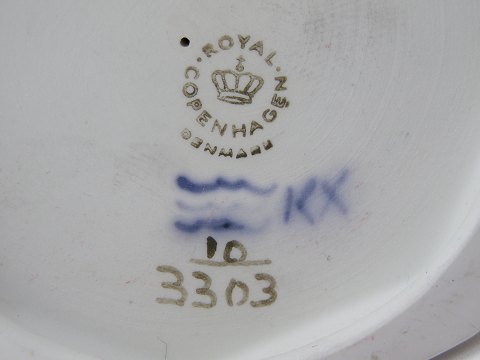 ROYAL
COPENHAGEN
DENMARK
KX
10
3303